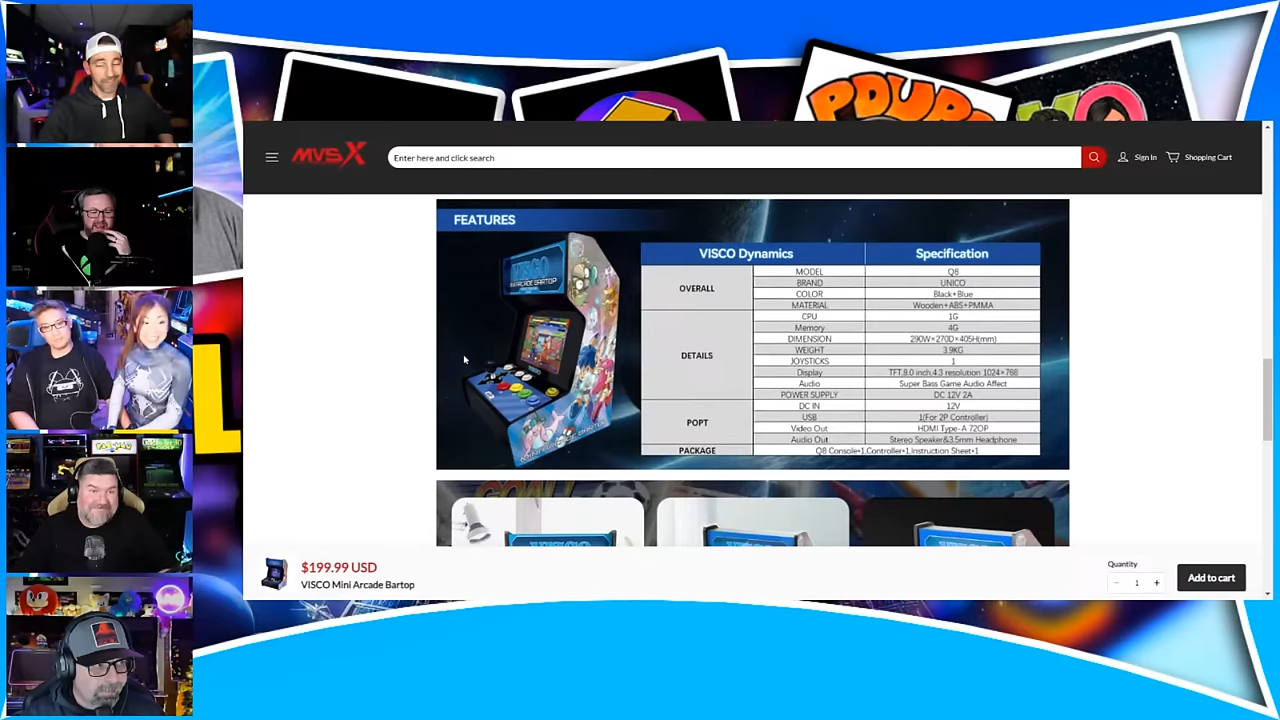 MVSX
Enter here and click search
Sign In
Shopping Cart
FEATURES
VISCO Dynamics
Specification
OVERALL
MODEL
Q8
BRAND
UNICO
COLOR
Black+Blue
MATERIAL
Wooden+ABS+PMMA
DETAILS
CPU
1G
Memory
4G
DIMENSION
290W×270D×405H(mm)
WEIGHT
3.9KG
JOYSTICKS
1
Display
TFT,8.0 inch,4:3 resolution 1024×768
Audio
Super Bass Game Audio Affect
POWER SUPPLY
DC 12V 2A
POPT
DC IN
12V
USB
1(For 2P Controller)
Video Out
HDMI Type-A 720P
Audio Out
Stereo Speaker&3.5mm Headphone
PACKAGE
Q8 Console*1,Controller*1,Instruction Sheet*1
VISCO
$199.99 USD
VISCO Mini Arcade Bartop
Quantity
1
Add to cart